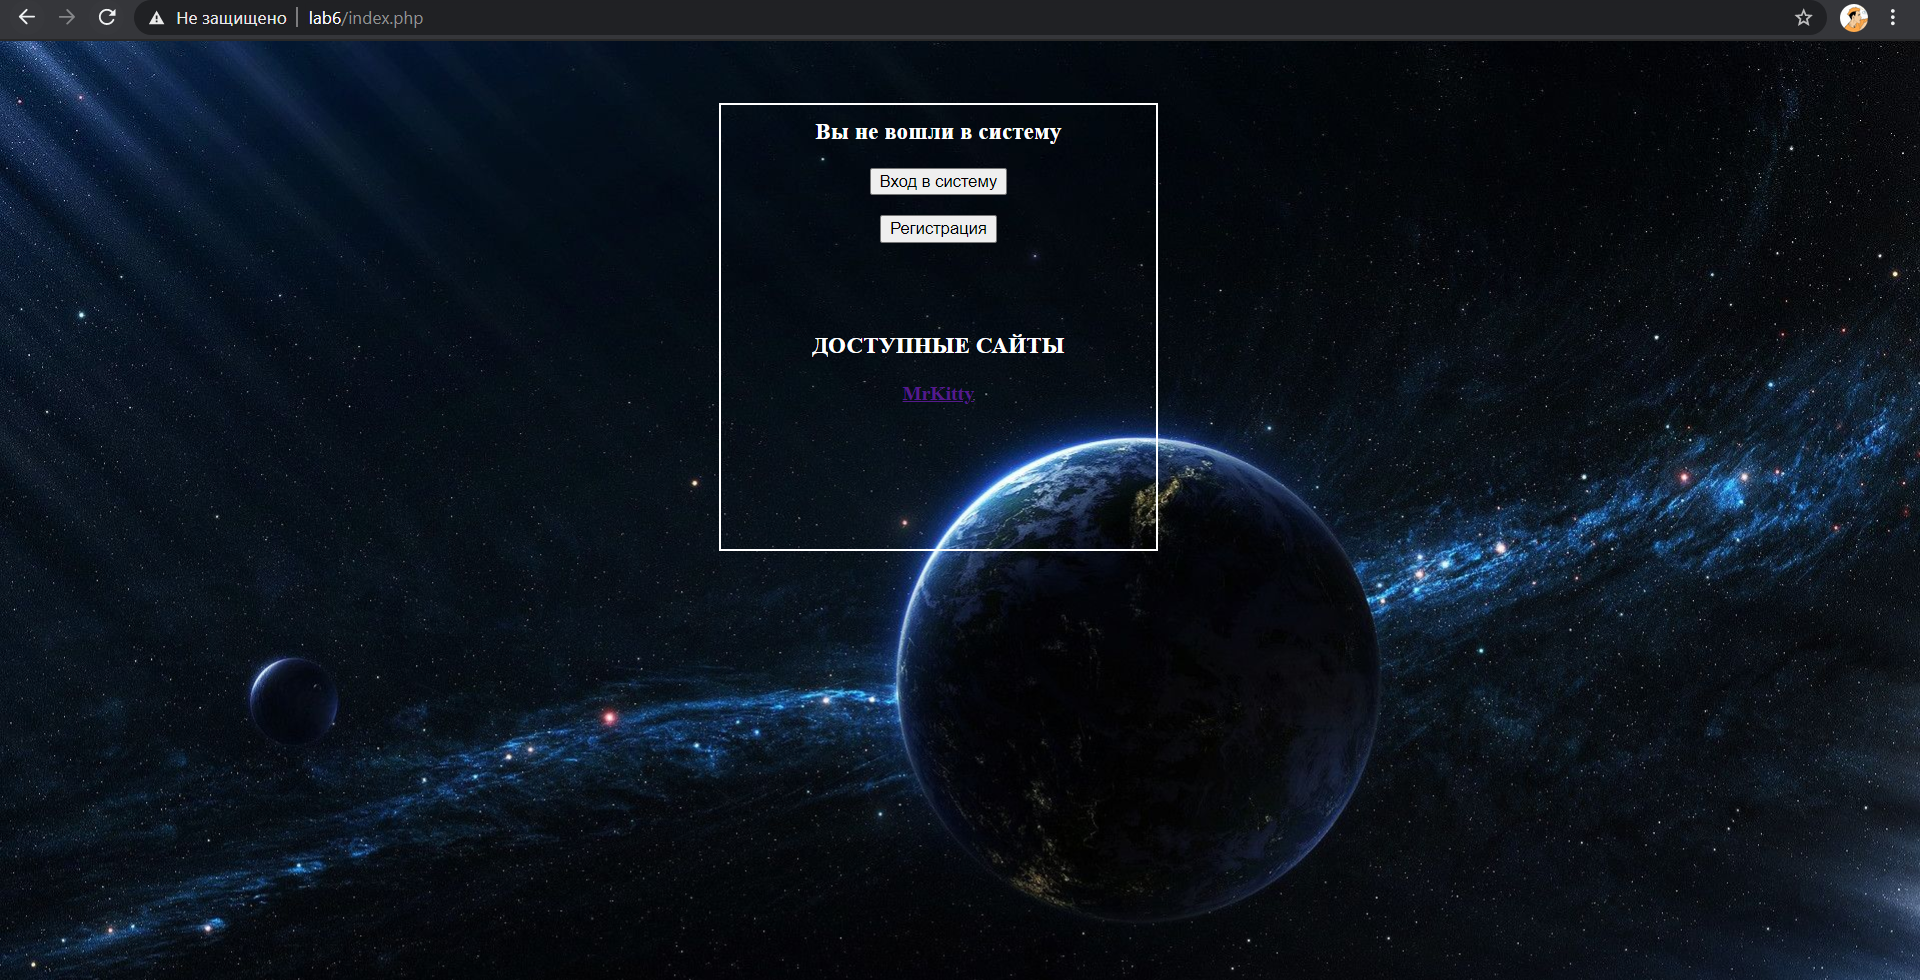 Не защищено | lab6/index.php
Вы не вошли в систему
Вход в систему
Регистрация
ДОСТУПНЫЕ САЙТЫ
MrKitty